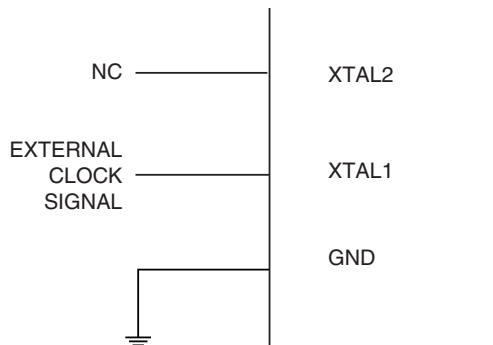 NC
XTAL2
EXTERNAL
CLOCK
SIGNAL
XTAL1
GND